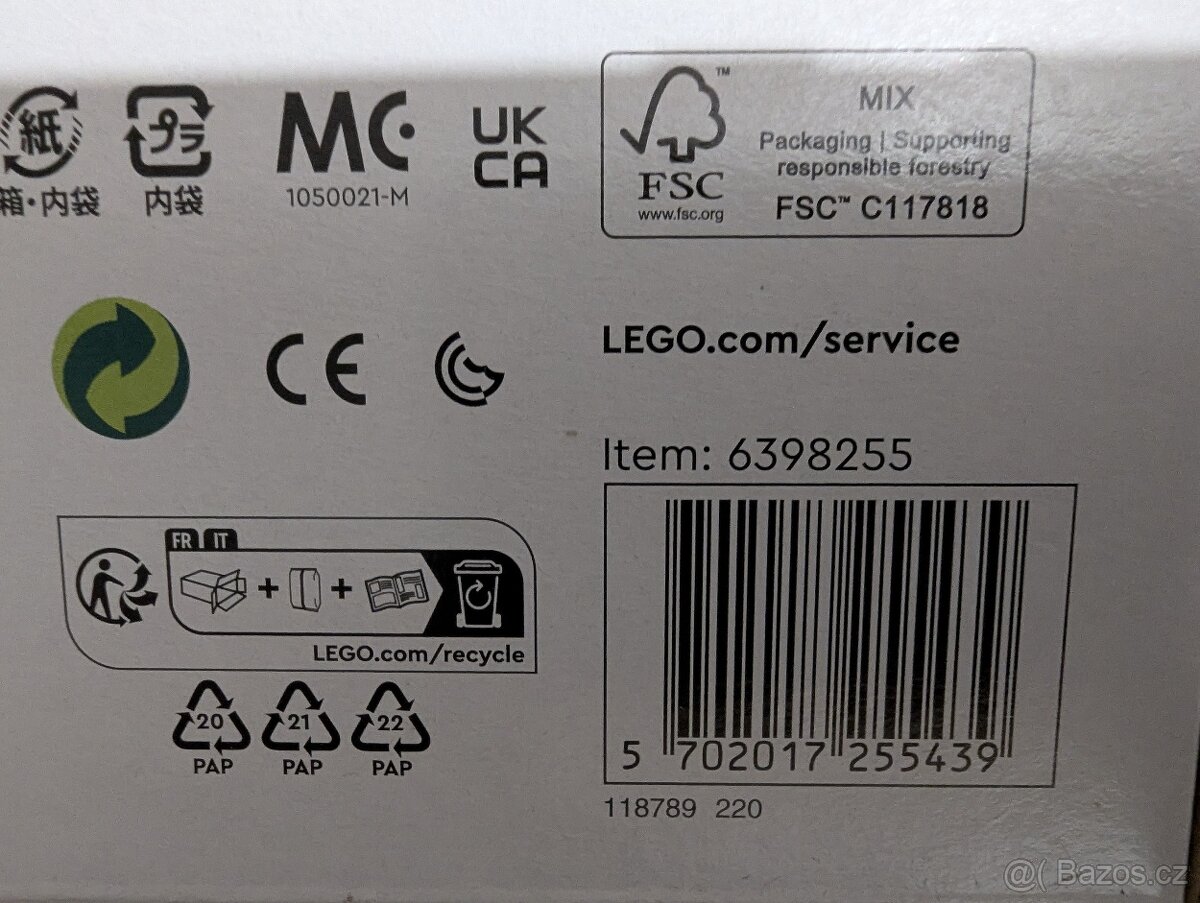 紙
箱・内袋
プラ
内袋
MC
1050021-M
UK
CA
FSC™
www.fsc.org
MIX
Packaging | Supporting
responsible forestry
FSC™ C117818
CE
LEGO.com/service
Item: 6398255
FR IT
LEGO.com/recycle
20 21 22
PAP PAP PAP
5 702017 255439
118789 220
@( Bazos.cz